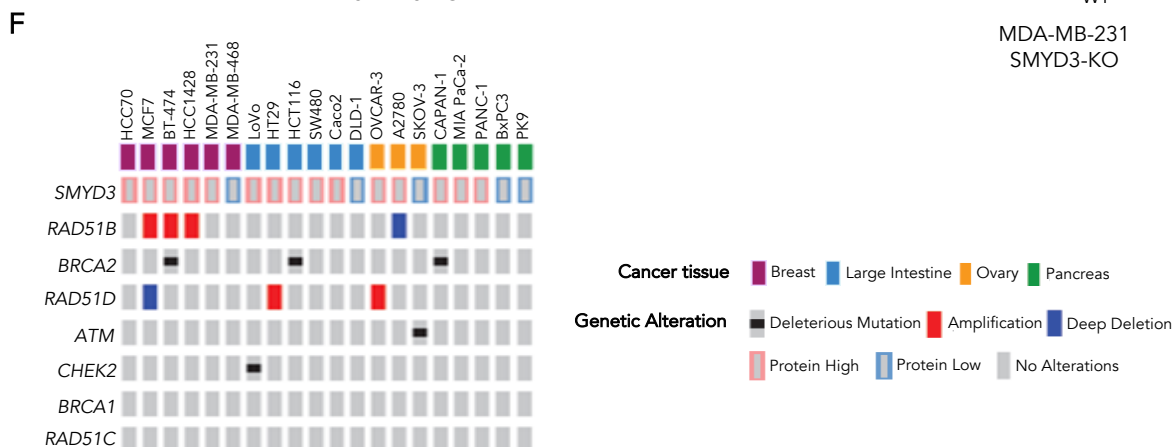 F
MDA-MB-231
SMYD3-KO
HCC70
MCF7
BT-474
HCC1428
MDA-MB-231
MDA-MB-468
LoVo
HT29
HCT116
SW480
Caco2
DLD-1
OVCAR-3
A2780
SKOV-3
CAPAN-1
MIA PaCa-2
PANC-1
BxPC3
PK9
SMYD3
RAD51B
BRCA2
RAD51D
ATM
CHEK2
BRCA1
RAD51C
Cancer tissue Breast Large Intestine Ovary Pancreas
Genetic Alteration Deleterious Mutation Amplification Deep Deletion
Protein High Protein Low No Alterations